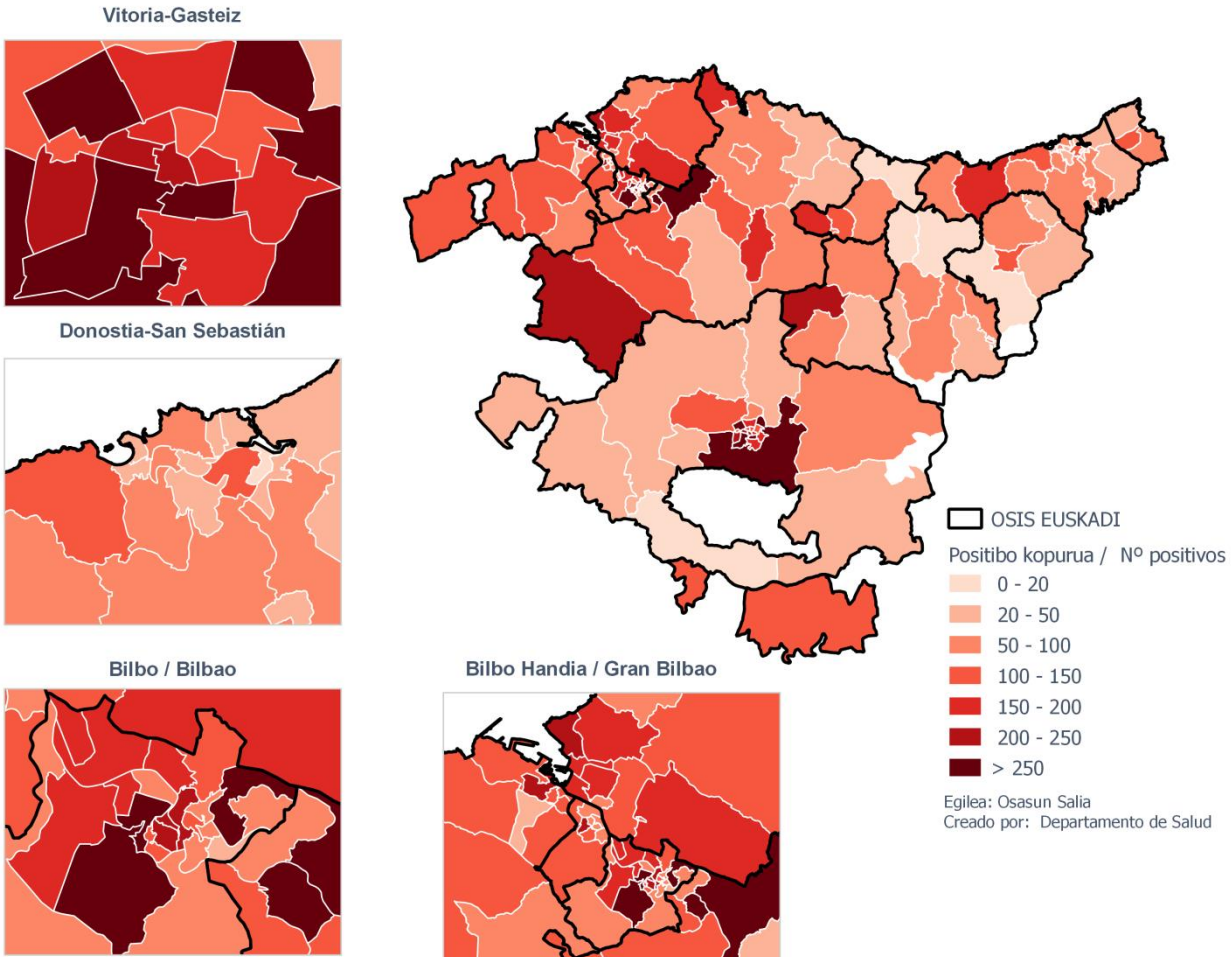 Vitoria-Gasteiz
Donostia-San Sebastián
Bilbo / Bilbao
Bilbo Handia / Gran Bilbao
OSIS EUSKADI
Positibo kopurua / Nº positivos
0 - 20
20 - 50
50 - 100
100 - 150
150 - 200
200 - 250
> 250
Egilea: Osasun Salia
Creado por: Departamento de Salud